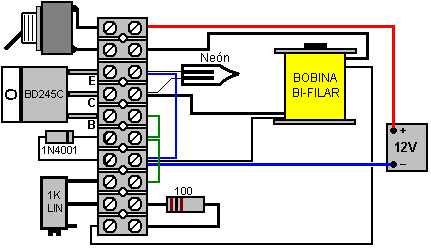 Neón
E
BD245C
C
B
BOBINA
BI-FILAR
+
12V
−
1N4001
1K
LIN
100